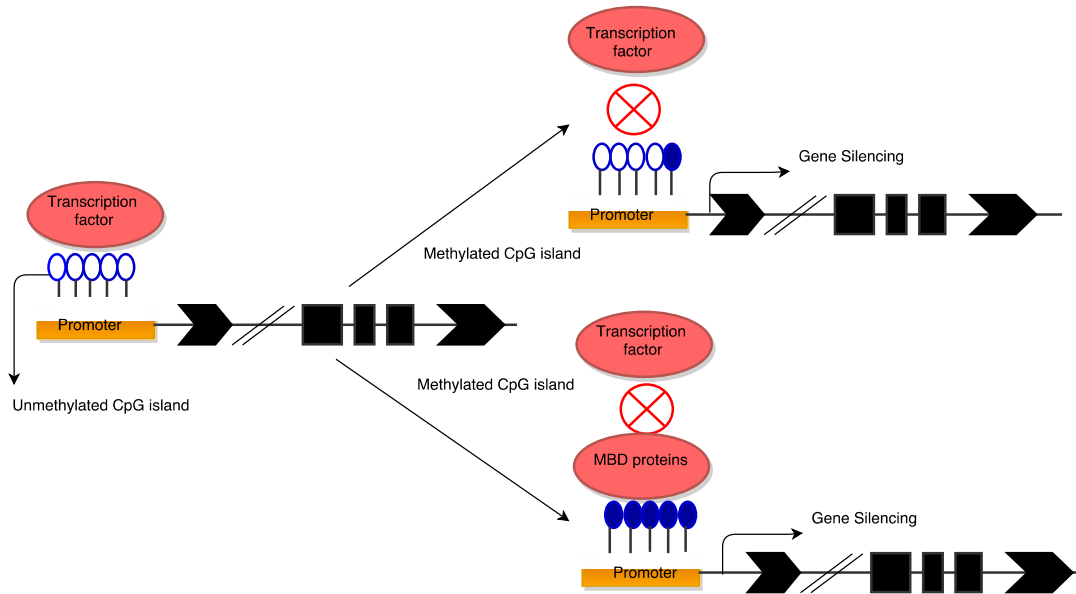 Transcription
factor
Promoter
Unmethylated CpG island
Methylated CpG island
Transcription
factor
Promoter
Gene Silencing
Methylated CpG island
Transcription
factor
MBD proteins
Promoter
Gene Silencing